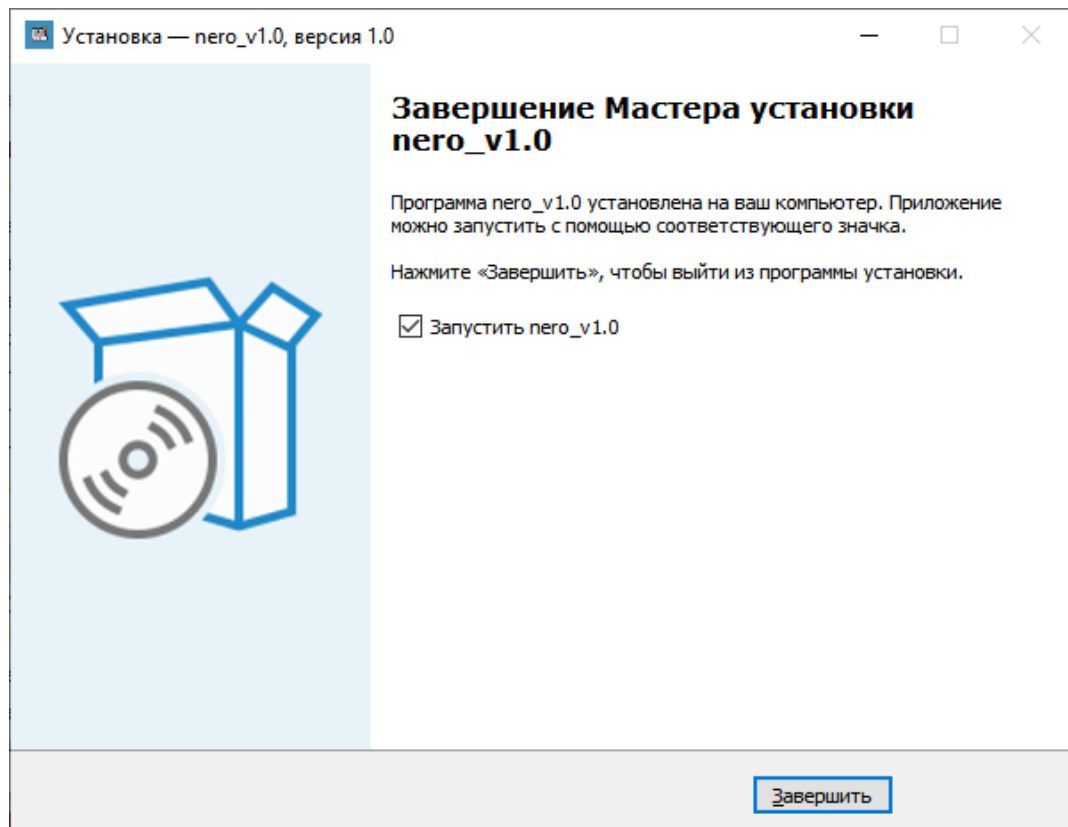 Установка — nero_v1.0, версия 1.0
Завершение Мастера установки
nero_v1.0
Программа nero_v1.0 установлена на ваш компьютер. Приложение
можно запустить с помощью соответствующего значка.
Нажмите «Завершить», чтобы выйти из программы установки.
Запустить nero_v1.0
Завершить